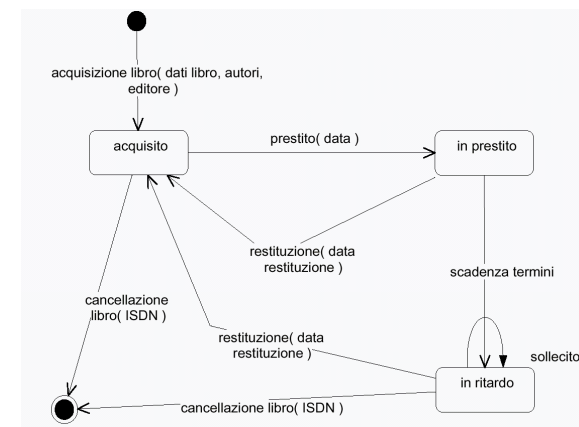 acquisizione libro( dati libro, autori,
editore )
acquisito
prestito( data )
in prestito
restituzione( data
restituzione )
scadenza termini
cancellazione
libro( ISDN )
restituzione( data
restituzione )
sollecito
in ritardo
cancellazione libro( ISDN )